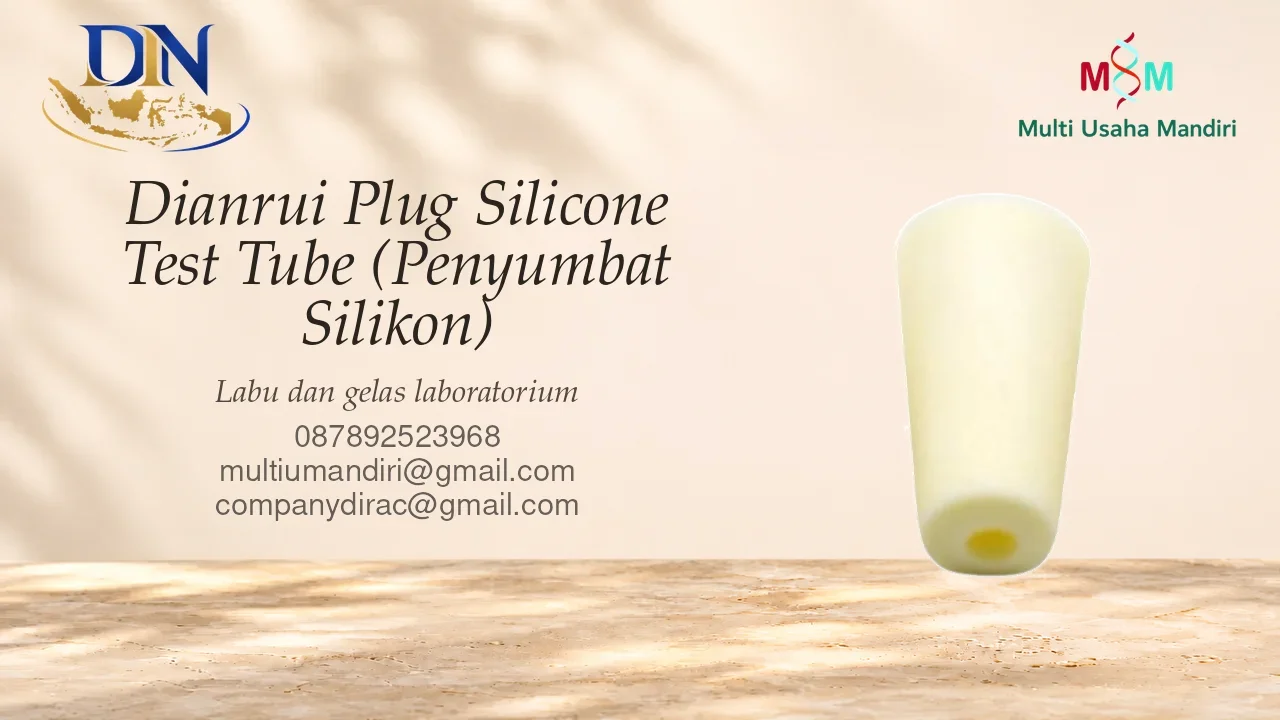 DN
M M
Multi Usaha Mandiri
Dianrui Plug Silicone
Test Tube (Penyumbat
Silikon)
Labu dan gelas laboratorium
087892523968
multiumandiri@gmail.com
companydirac@gmail.com